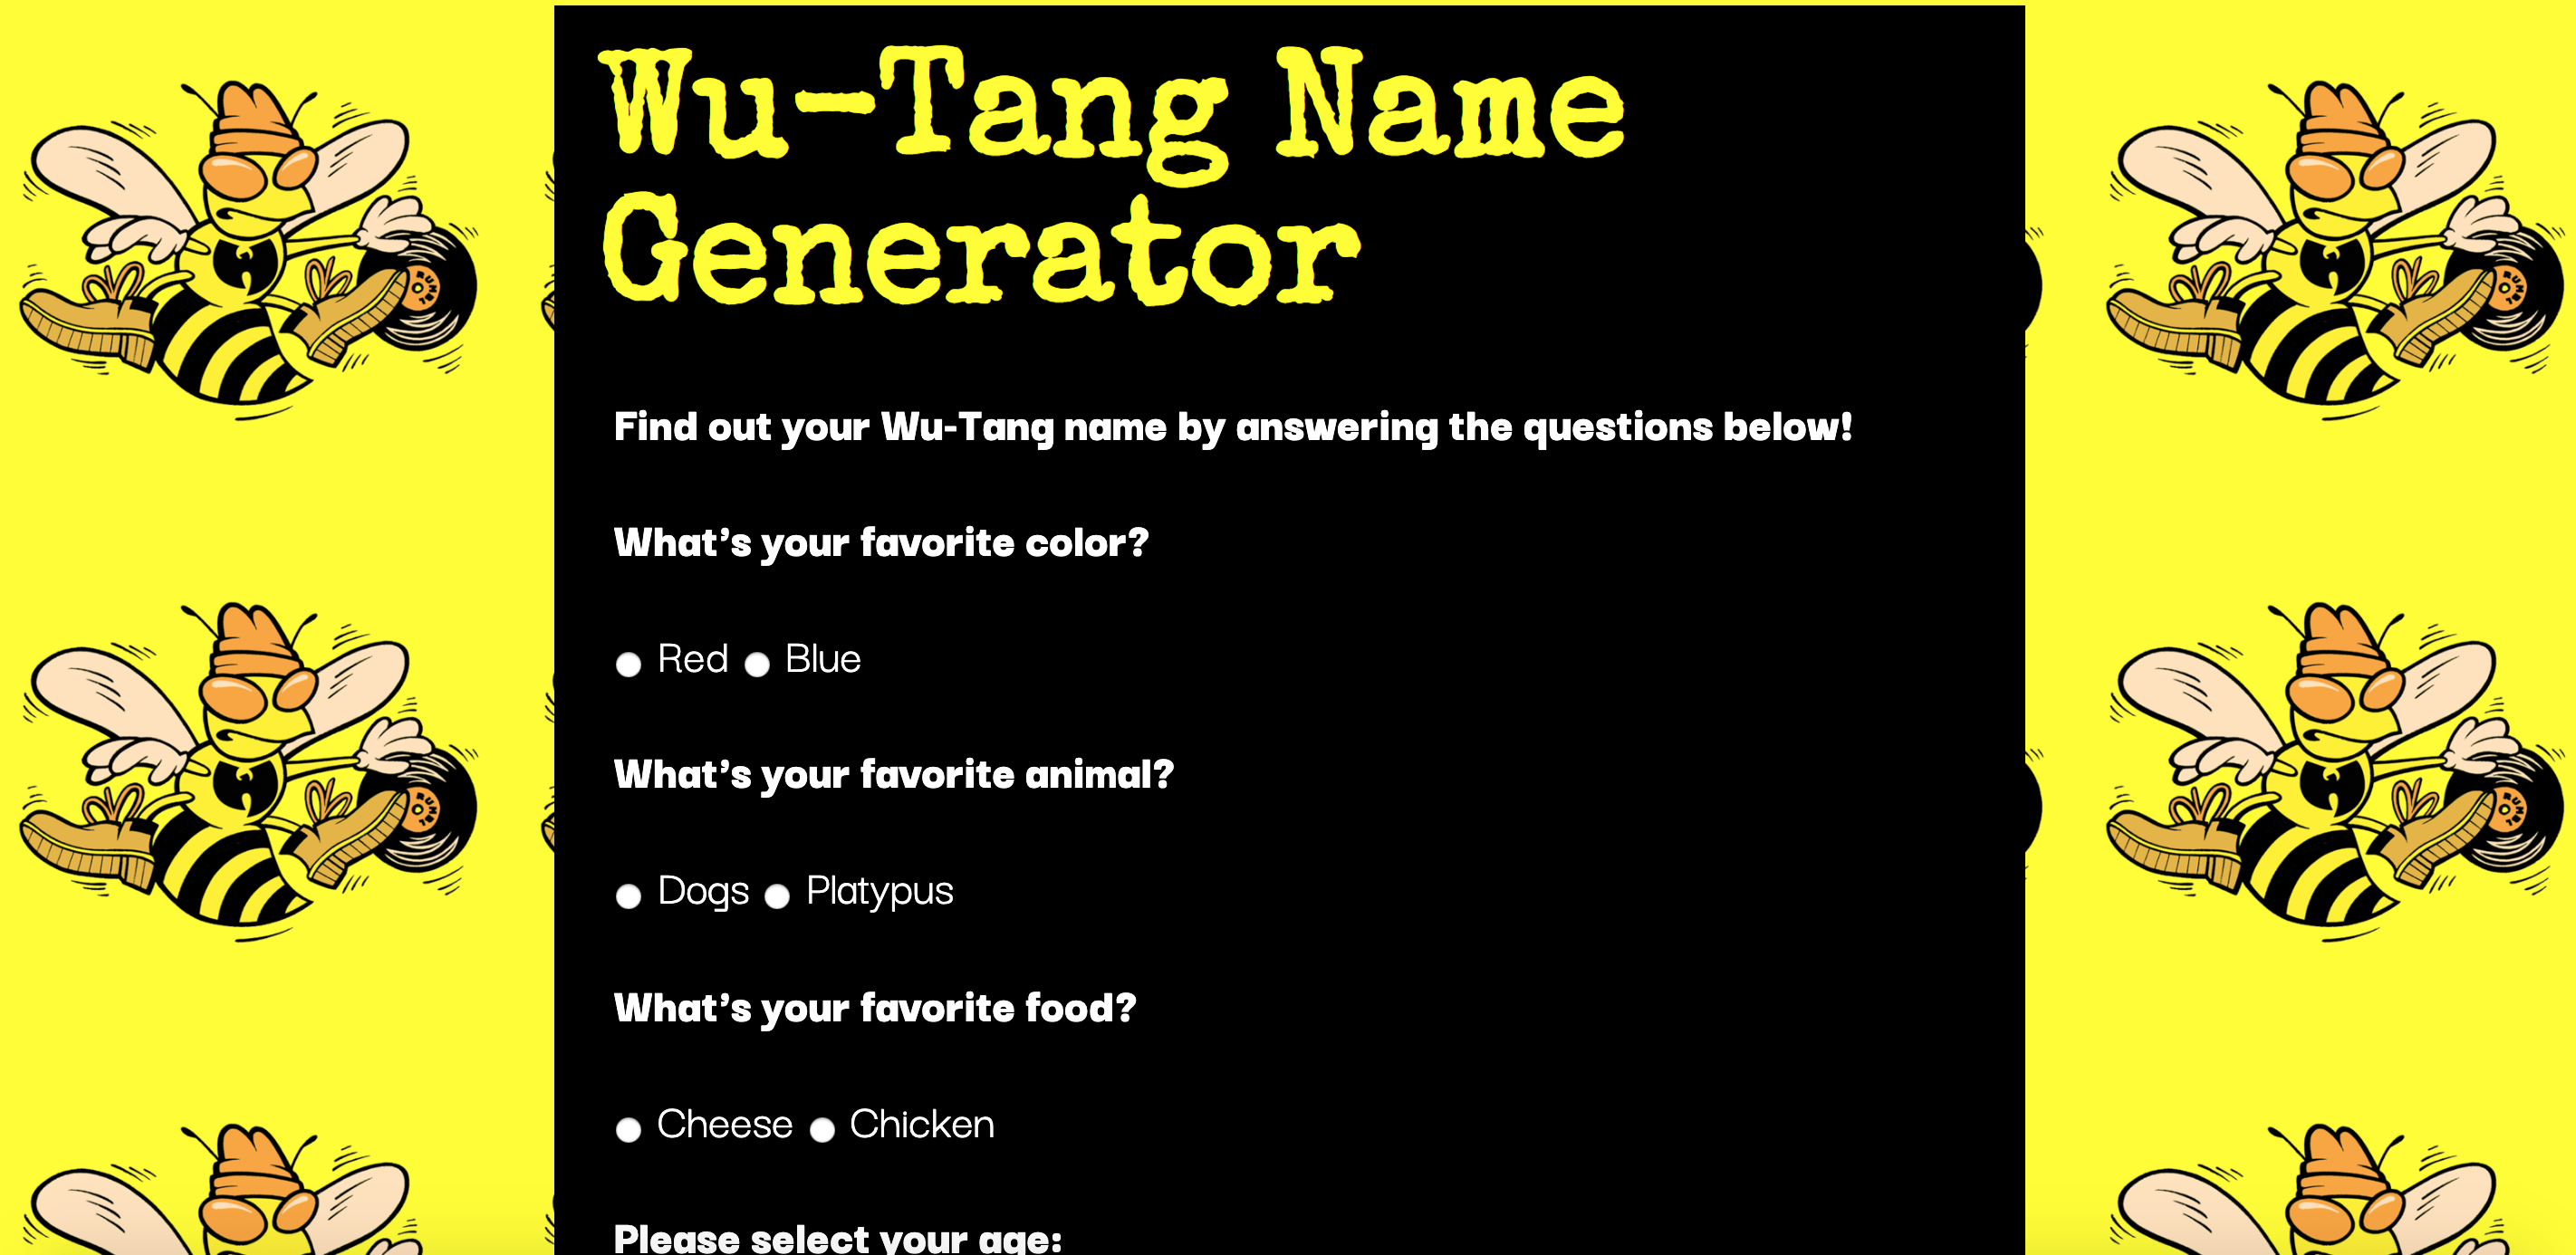 Wu-Tang Name
Generator
Find out your Wu-Tang name by answering the questions below!
What's your favorite color?
Red Blue
What's your favorite animal?
Dogs Platypus
What's your favorite food?
Cheese Chicken
Please select your age: